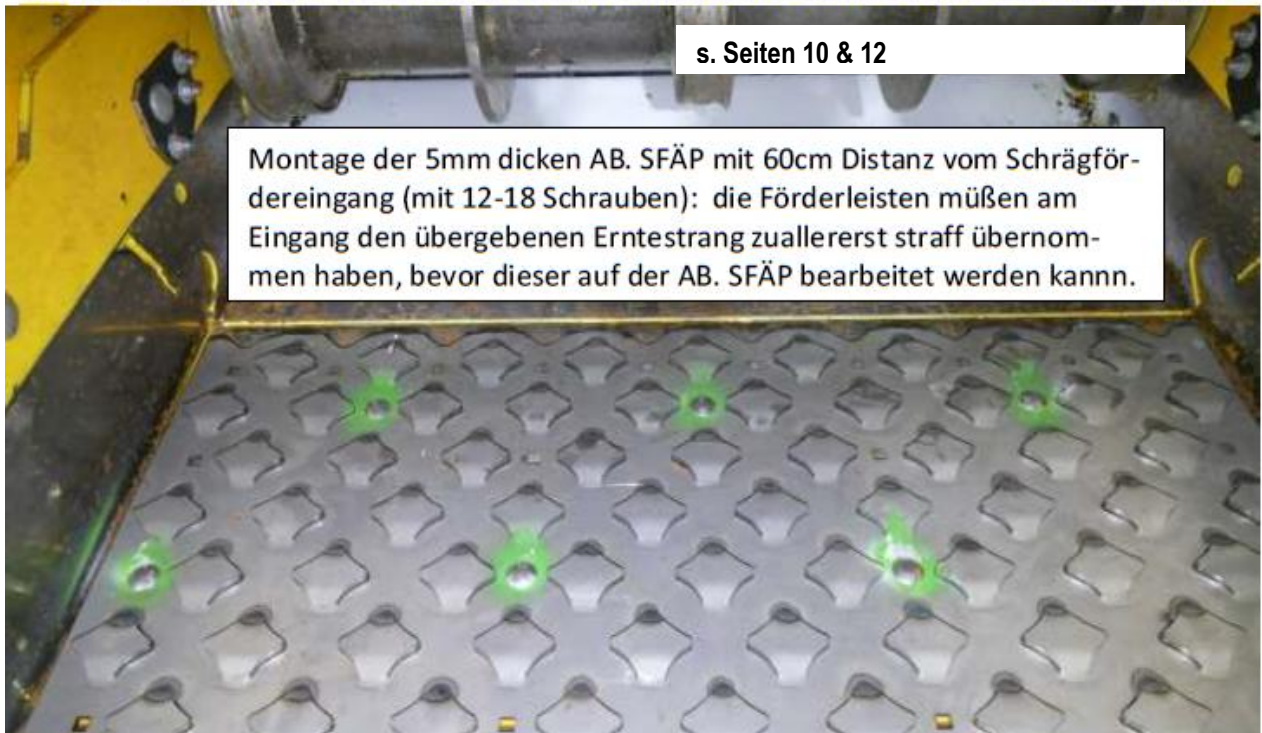 s. Seiten 10 & 12
Montage der 5mm dicken AB. SFÄP mit 60cm Distanz vom Schrägför-
dereingang (mit 12-18 Schrauben):  die Förderleisten müßen am
Eingang den übergebenen Erntestrang zuallererst straff übernom-
men haben, bevor dieser auf der AB. SFÄP bearbeitet werden kannn.